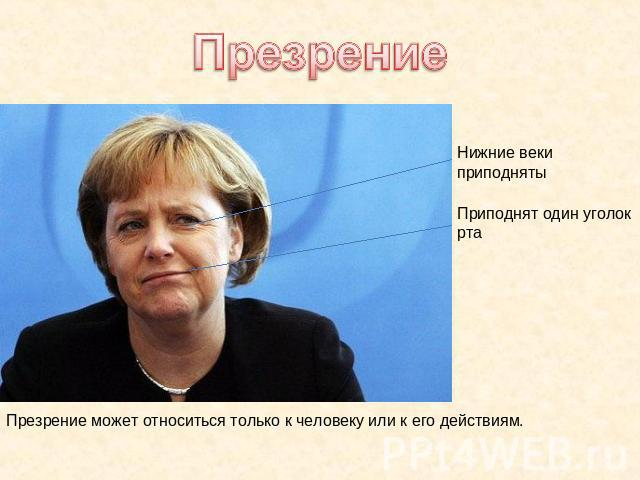 Презрение
Нижние веки
приподняты
Приподнят один уголок
рта
Презрение может относиться только к человеку или к его действиям.
PPt4WEB.ru